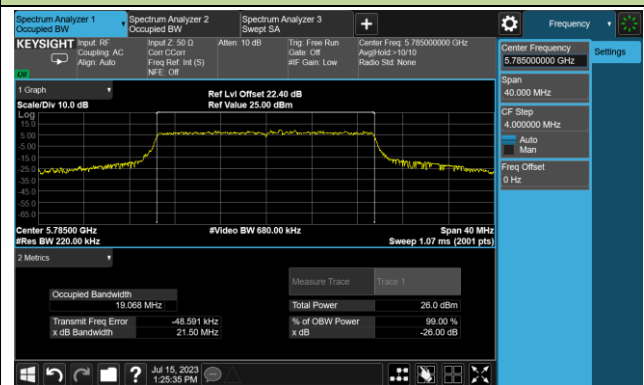 Spectrum Analyzer 1
Occupied BW
Spectrum Analyzer 2
Occupied BW
Spectrum Analyzer 3
Swept SA
+
Frequency
KEYSIGHT
Input: RF
Coupling: AC
Align: Auto
Input Z: 50 Ω
Corr CCorr
Freq Ref: Int (S)
NFE: Off
Atten: 10 dB
Trig: Free Run
Gate: Off
#IF Gain: Low
Center Freq: 5.785000000 GHz
Avg|Hold:>10/10
Radio Std: None
Center Frequency
5.785000000 GHz
Settings
Span
40.000 MHz
CF Step
4.000000 MHz
Auto
Man
Freq Offset
0 Hz
1 Graph
Scale/Div 10.0 dB
Ref Lvl Offset 22.40 dB
Ref Value 25.00 dBm
Log
15.0
5.00
-5.00
-15.0
-25.0
-35.0
-45.0
-55.0
-65.0
Center 5.78500 GHz
#Res BW 220.00 kHz
#Video BW 680.00 kHz
Span 40 MHz
Sweep 1.07 ms (2001 pts)
2 Metrics
Measure Trace
Trace 1
Occupied Bandwidth
19.068 MHz
Total Power
26.0 dBm
Transmit Freq Error
-48.591 kHz
% of OBW Power
99.00 %
x dB Bandwidth
21.50 MHz
x dB
-26.00 dB
?
Jul 15, 2023
1:25:35 PM